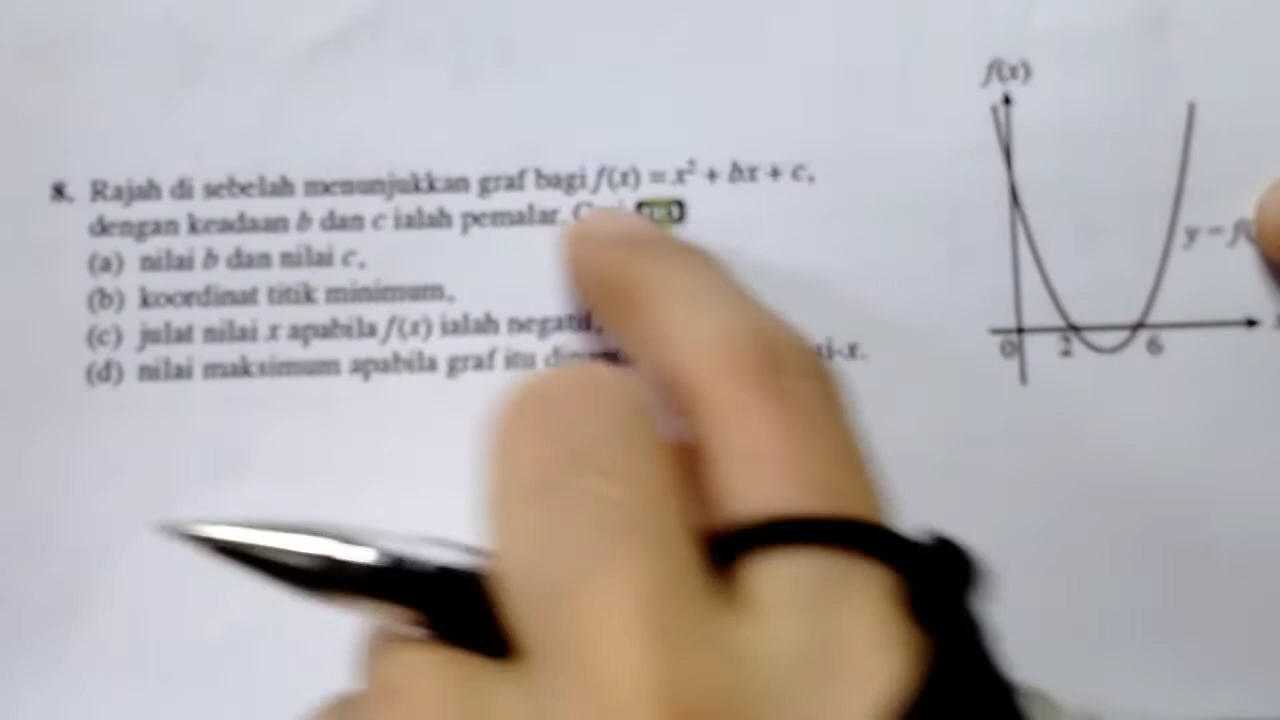 8. Rajah di sebelah menunjukkan graf bagi f(x) = x² + bx + c,
dengan keadaan b dan c ialah pemalar.
(a) nilai b dan nilai c,
(b) koordinat titik minimum,
(c) julat nilai x apabila f(x) ialah negatif,
(d) nilai maksimum apabila graf itu
f(x)
y = f(
0 2 6